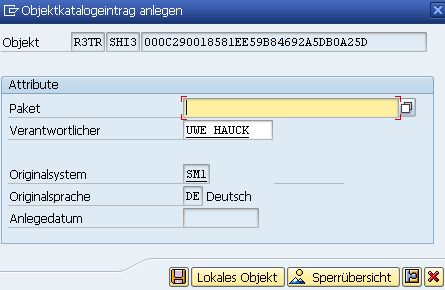 Objektkatalogeintrag anlegen
Objekt R3TR SHI3 000C290018581EE59B84692A5DB0A25D
Attribute
Paket
Verantwortlicher UWE HAUCK
Originalsystem SM1
Originalsprache DE Deutsch
Anlegedatum
Lokales Objekt Sperrübersicht